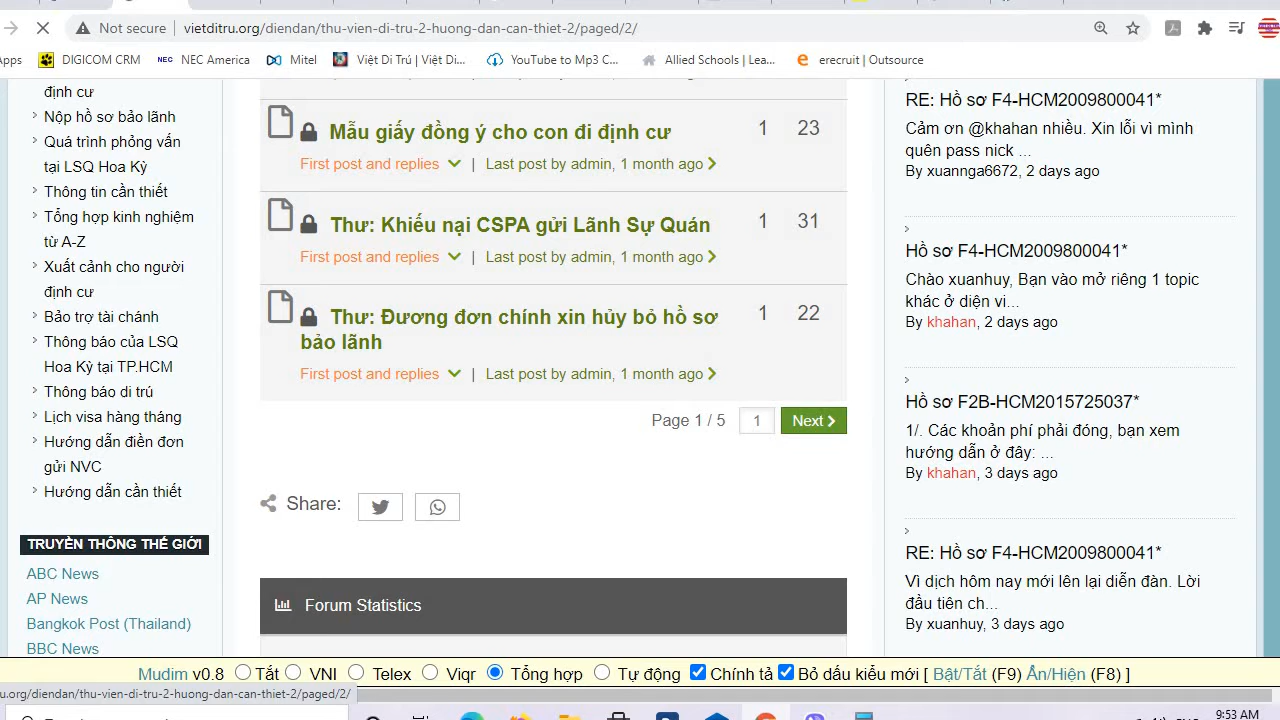 Not secure
vietditru.org/diendan/thu-vien-di-tru-2-huong-dan-can-thiet-2/paged/2/
Apps
DIGICOM CRM
NEC NEC America
Mitel
Việt Di Trú | Việt Di...
YouTube to Mp3 C...
Allied Schools | Lea...
erecruit | Outsource
định cư
Nộp hồ sơ bảo lãnh
Quá trình phỏng vấn
tại LSQ Hoa Kỳ
Thông tin cần thiết
Tổng hợp kinh nghiệm
từ A-Z
Xuất cảnh cho người
định cư
Bảo trợ tài chánh
Thông báo của LSQ
Hoa Kỳ tại TP.HCM
Thông báo di trú
Lịch visa hàng tháng
Hướng dẫn điền đơn
gửi NVC
Hướng dẫn cần thiết
TRUYỀN THÔNG THẾ GIỚI
ABC News
AP News
Bangkok Post (Thailand)
BBC News
Mẫu giấy đồng ý cho con đi định cư 1 23
First post and replies | Last post by admin, 1 month ago
Thư: Khiếu nại CSPA gửi Lãnh Sự Quán 1 31
First post and replies | Last post by admin, 1 month ago
Thư: Đương đơn chính xin hủy bỏ hồ sơ 1 22
bảo lãnh
First post and replies | Last post by admin, 1 month ago
Page 1 / 5 1 Next
Share:
Forum Statistics
RE: Hồ sơ F4-HCM2009800041*
Cảm ơn @khahan nhiều. Xin lỗi vì mình
quên pass nick ...
By xuannga6672, 2 days ago
Hồ sơ F4-HCM2009800041*
Chào xuanhuy, Bạn vào mở riêng 1 topic
khác ở diện vi...
By khahan, 2 days ago
Hồ sơ F2B-HCM2015725037*
1/. Các khoản phí phải đóng, bạn xem
hướng dẫn ở đây: ...
By khahan, 3 days ago
RE: Hồ sơ F4-HCM2009800041*
Vì dịch hôm nay mới lên lại diễn đàn. Lời
đầu tiên ch...
By xuanhuy, 3 days ago
Mudim v0.8 Tắt VNI Telex Viqr Tổng hợp Tự động Chính tả Bỏ dấu kiểu mới [ Bật/Tắt (F9) Ẩn/Hiện (F8) ]
u.org/diendan/thu-vien-di-tru-2-huong-dan-can-thiet-2/paged/2/
9:53 AM